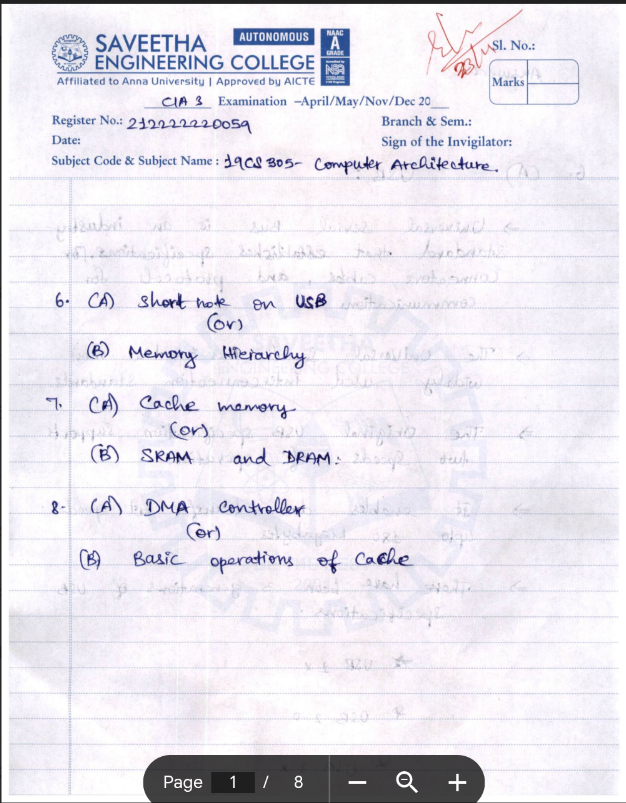 SAVEETHA
ENGINEERING COLLEGE
AUTONOMOUS
NAAC
A
GRADE
Affiliated to Anna University | Approved by AICTE
23/11
Sl. No.:
Marks
CIA 3 Examination –April/May/Nov/Dec 20
Register No.: 212222220059
Branch & Sem.:
Date:
Sign of the Invigilator:
Subject Code & Subject Name : 19CS305- Computer Architecture.
6. (A) short note on USB
(or)
(B) Memory Hierarchy
7. (A) Cache memory
(or)
(B) SRAM and DRAM:
8- (A) DMA Controller
(or)
(B) Basic operations of Cache
Page 1 / 8